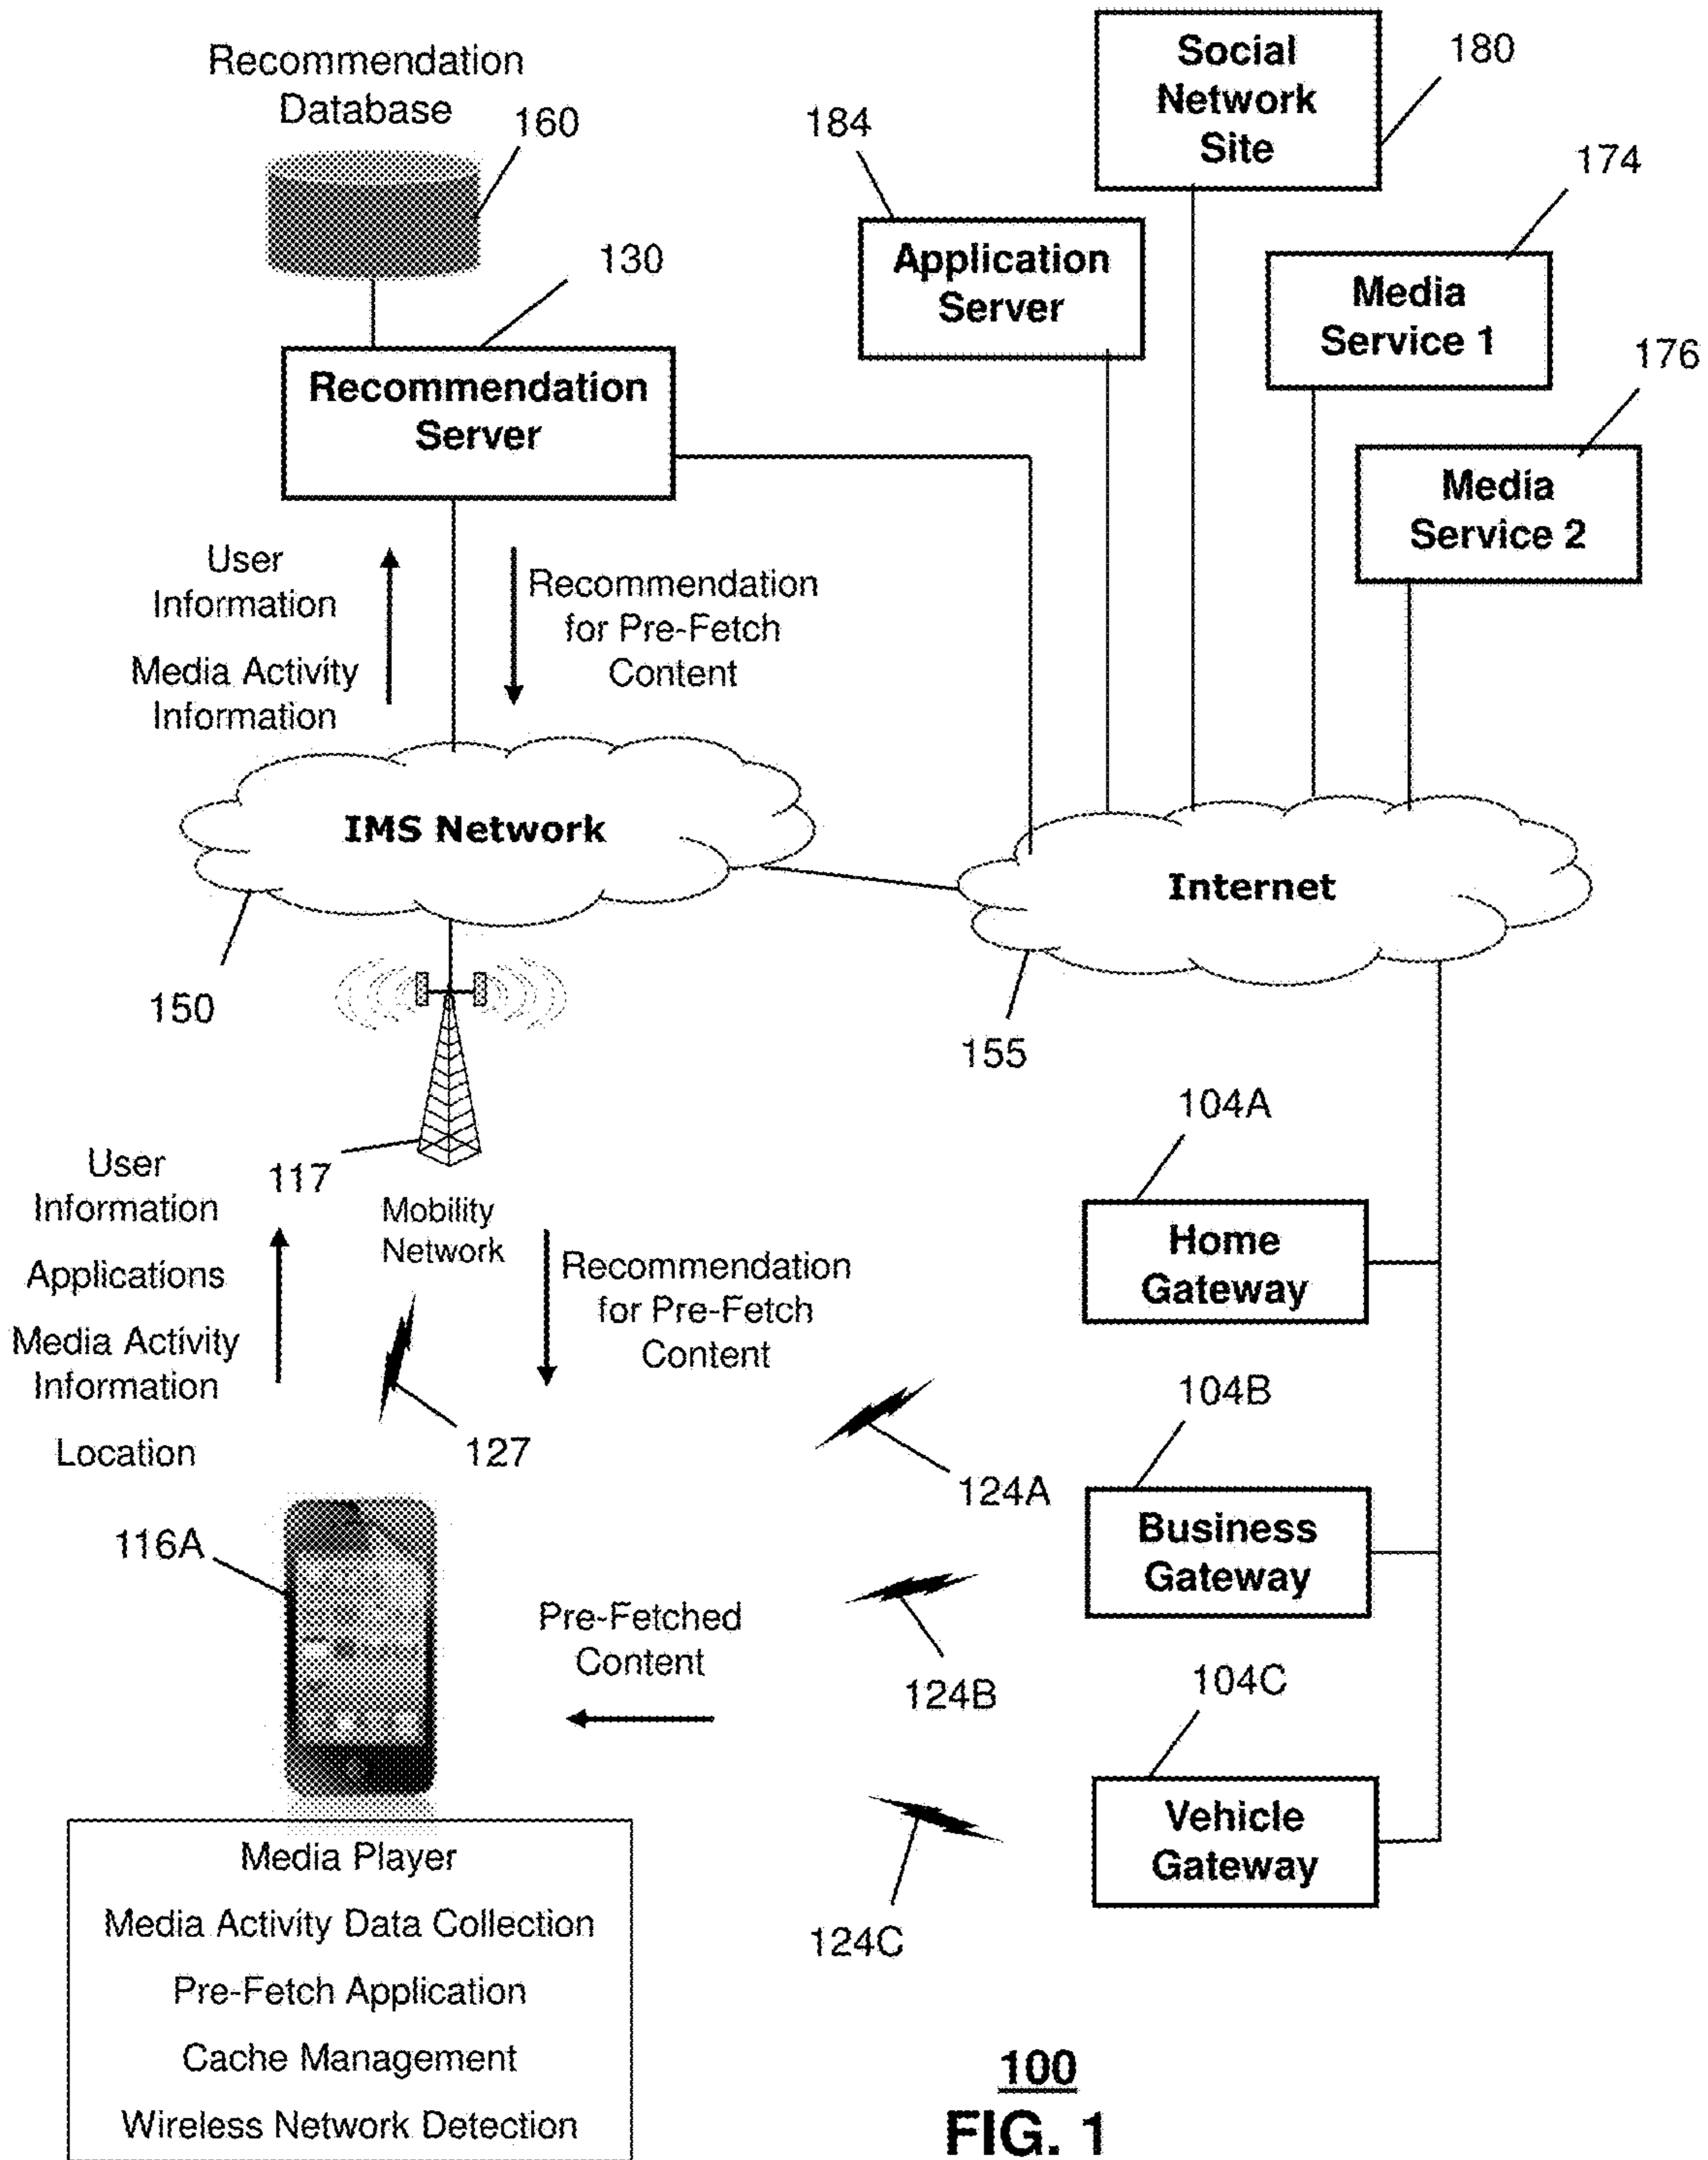 Recommendation
Database
160
184
Social
Network
Site
180
174
130
Application
Server
Media
Service 1
176
Recommendation
Server
Media
Service 2
User
Information
Media Activity
Information
Recommendation
for Pre-Fetch
Content
IMS Network
Internet
150
155
117
Mobility
Network
User
Information
Applications
Media Activity
Information
Location
Recommendation
for Pre-Fetch
Content
127
104A
Home
Gateway
124A
104B
Business
Gateway
116A
Pre-Fetched
Content
124B
104C
Vehicle
Gateway
124C
Media Player
Media Activity Data Collection
Pre-Fetch Application
Cache Management
Wireless Network Detection
100
FIG. 1